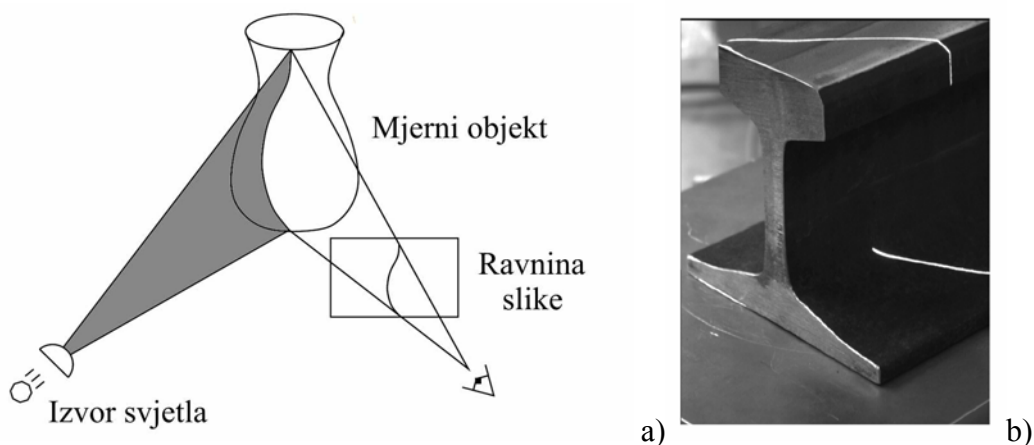 Mjerni objekt
Ravnina
slike
Izvor svjetla
a)
b)